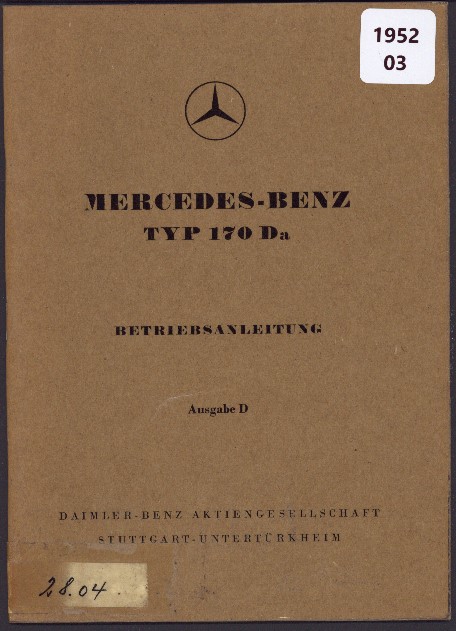 1952
03
MERCEDES-BENZ
TYP 170 Da
BETRIEBSANLEITUNG
Ausgabe D
DAIMLER-BENZ AKTIENGESELLSCHAFT
STUTTGART-UNTERTÜRKHEIM
28.04.